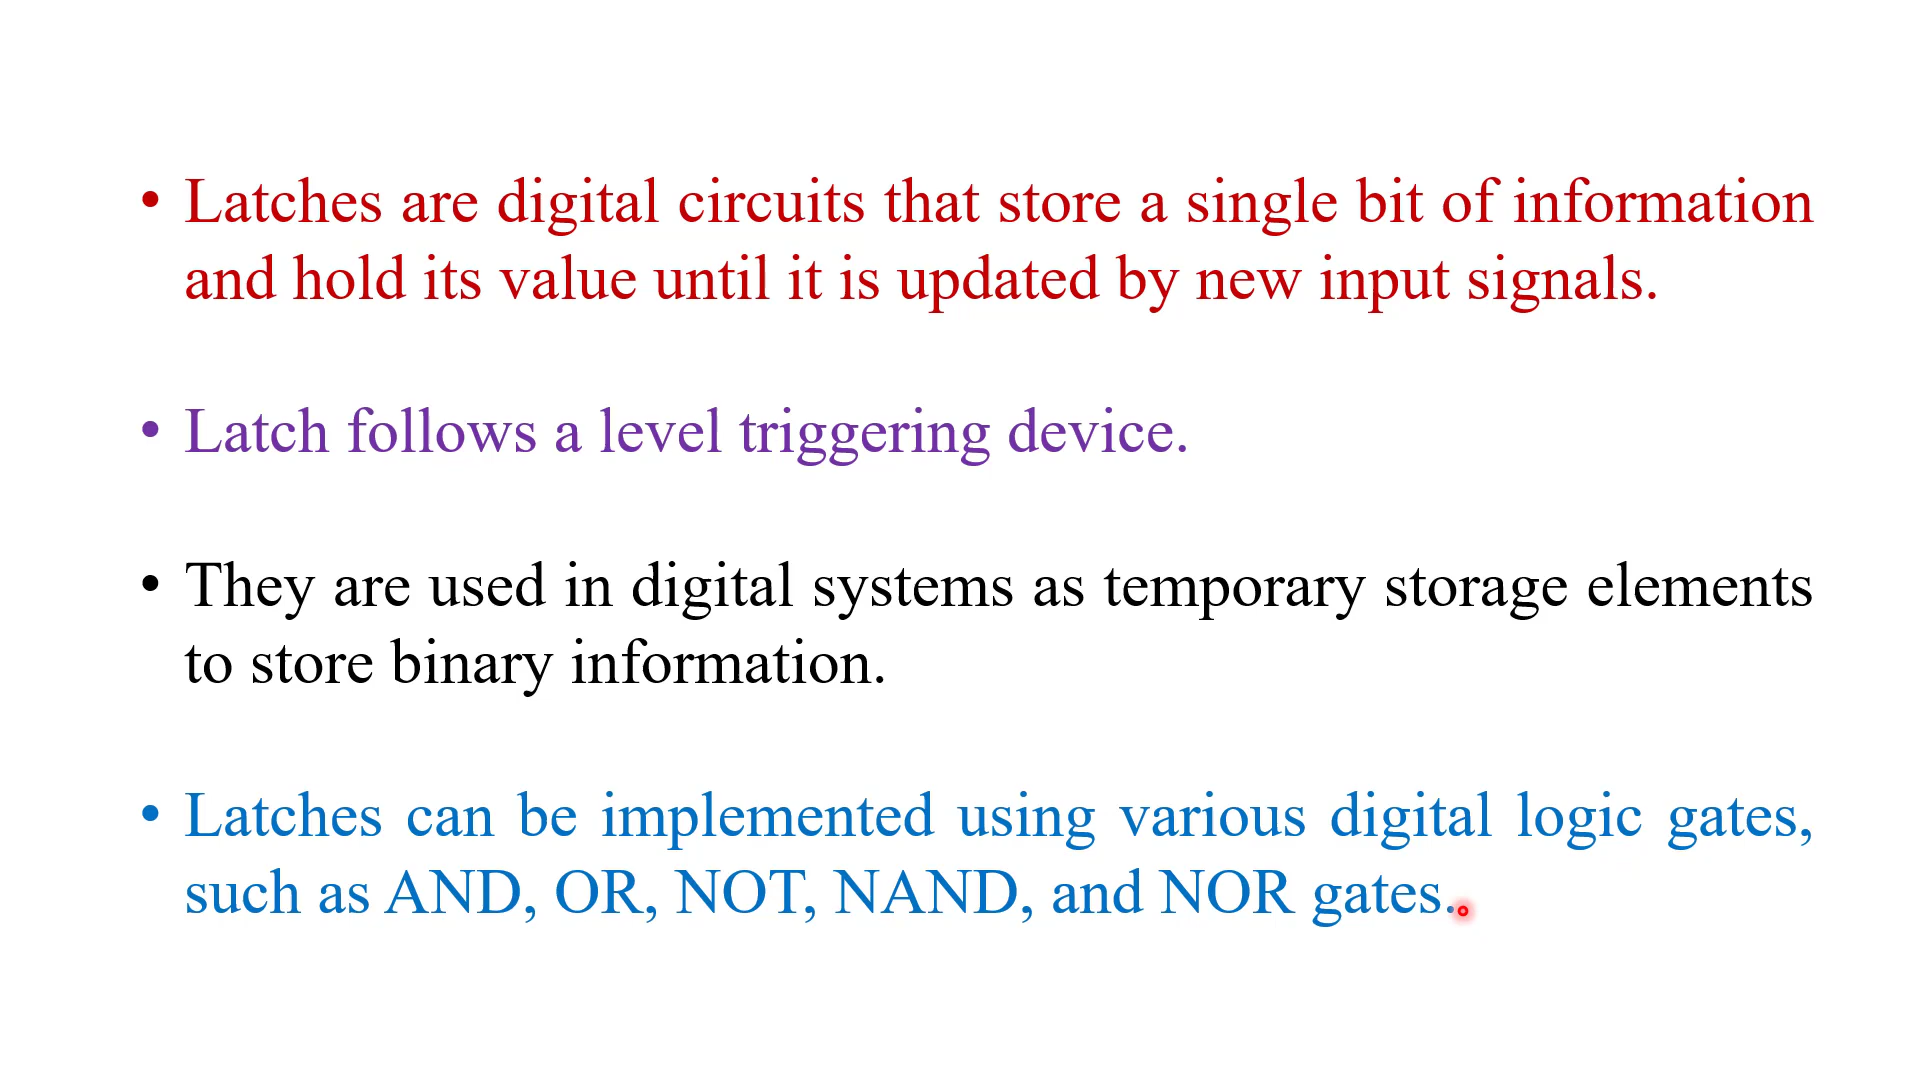 • Latches are digital circuits that store a single bit of information
and hold its value until it is updated by new input signals.
• Latch follows a level triggering device.
• They are used in digital systems as temporary storage elements
to store binary information.
• Latches can be implemented using various digital logic gates,
such as AND, OR, NOT, NAND, and NOR gates.